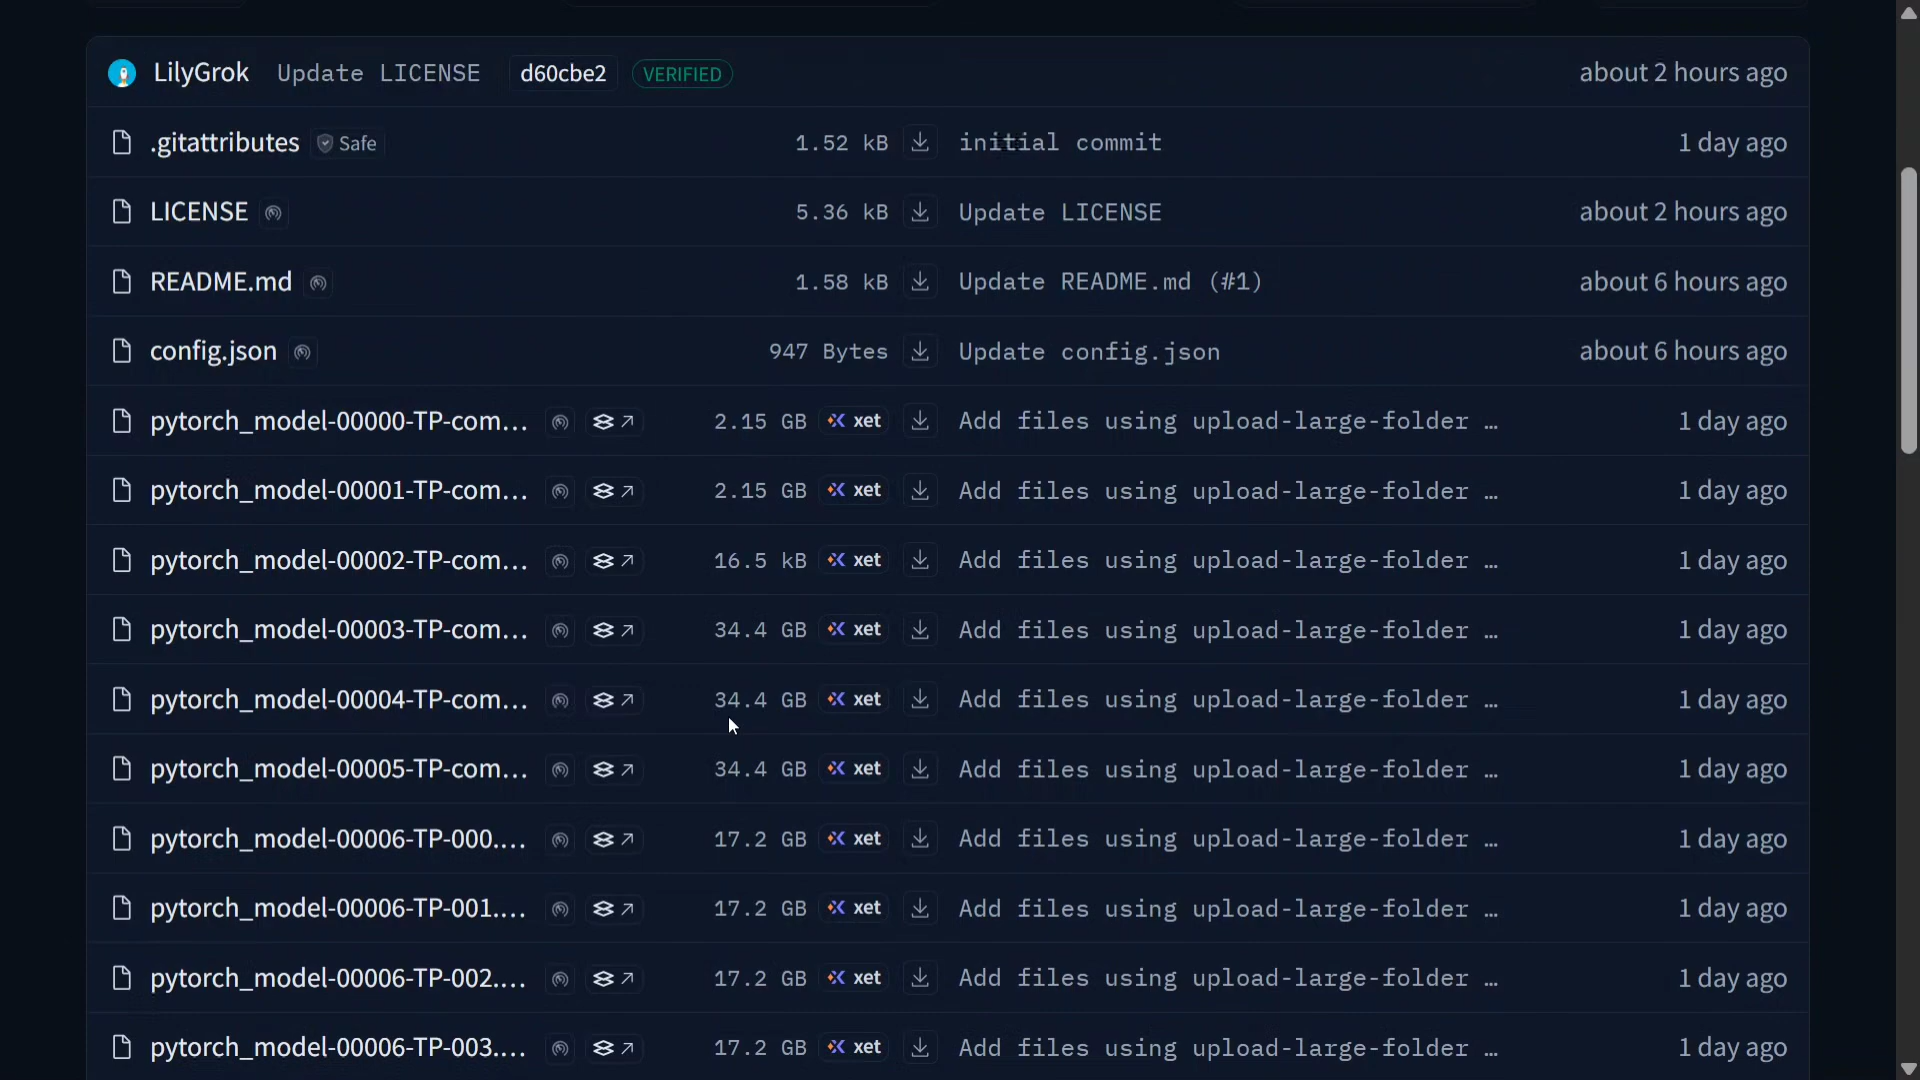 LilyGrok Update LICENSE d60cbe2 VERIFIED about 2 hours ago
.gitattributes Safe 1.52 kB initial commit 1 day ago
LICENSE 5.36 kB Update LICENSE about 2 hours ago
README.md 1.58 kB Update README.md (#1) about 6 hours ago
config.json 947 Bytes Update config.json about 6 hours ago
pytorch_model-00000-TP-com... 2.15 GB xet Add files using upload-large-folder … 1 day ago
pytorch_model-00001-TP-com... 2.15 GB xet Add files using upload-large-folder … 1 day ago
pytorch_model-00002-TP-com... 16.5 kB xet Add files using upload-large-folder … 1 day ago
pytorch_model-00003-TP-com... 34.4 GB xet Add files using upload-large-folder … 1 day ago
pytorch_model-00004-TP-com... 34.4 GB xet Add files using upload-large-folder … 1 day ago
pytorch_model-00005-TP-com... 34.4 GB xet Add files using upload-large-folder … 1 day ago
pytorch_model-00006-TP-000.... 17.2 GB xet Add files using upload-large-folder … 1 day ago
pytorch_model-00006-TP-001.... 17.2 GB xet Add files using upload-large-folder … 1 day ago
pytorch_model-00006-TP-002.... 17.2 GB xet Add files using upload-large-folder … 1 day ago
pytorch_model-00006-TP-003.... 17.2 GB xet Add files using upload-large-folder … 1 day ago